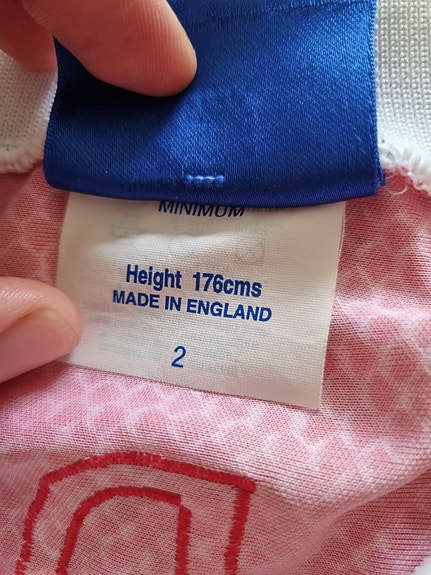 MINIMUM
Height 176cms
MADE IN ENGLAND
2